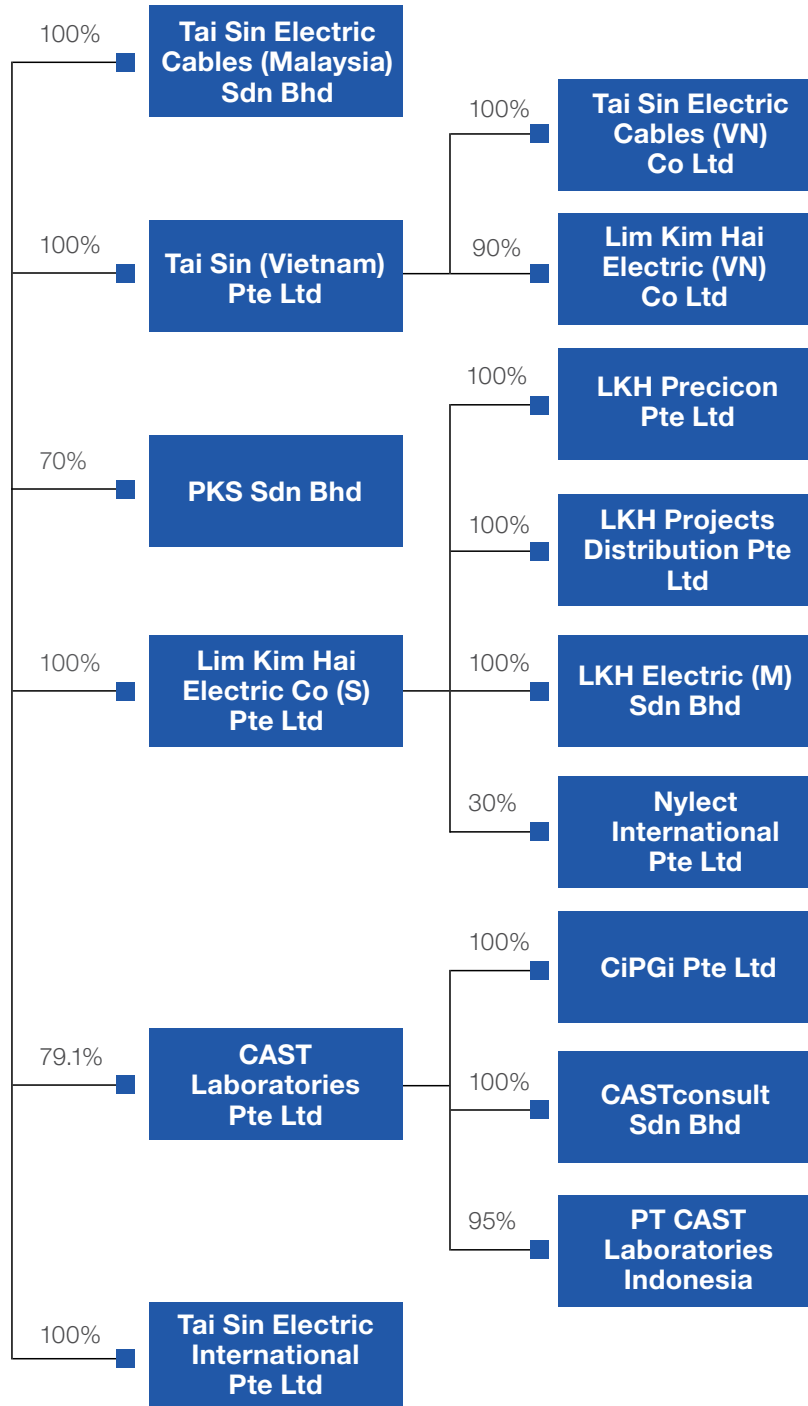 100%
Tai Sin Electric
Cables (Malaysia)
Sdn Bhd
100%
Tai Sin (Vietnam)
Pte Ltd
100%
Tai Sin Electric
Cables (VN)
Co Ltd
90%
Lim Kim Hai
Electric (VN)
Co Ltd
70%
PKS Sdn Bhd
100%
Lim Kim Hai
Electric Co (S)
Pte Ltd
100%
LKH Precicon
Pte Ltd
100%
LKH Projects
Distribution Pte
Ltd
100%
LKH Electric (M)
Sdn Bhd
30%
Nylect
International
Pte Ltd
79.1%
CAST
Laboratories
Pte Ltd
100%
CiPGi Pte Ltd
100%
CASTconsult
Sdn Bhd
95%
PT CAST
Laboratories
Indonesia
100%
Tai Sin Electric
International
Pte Ltd